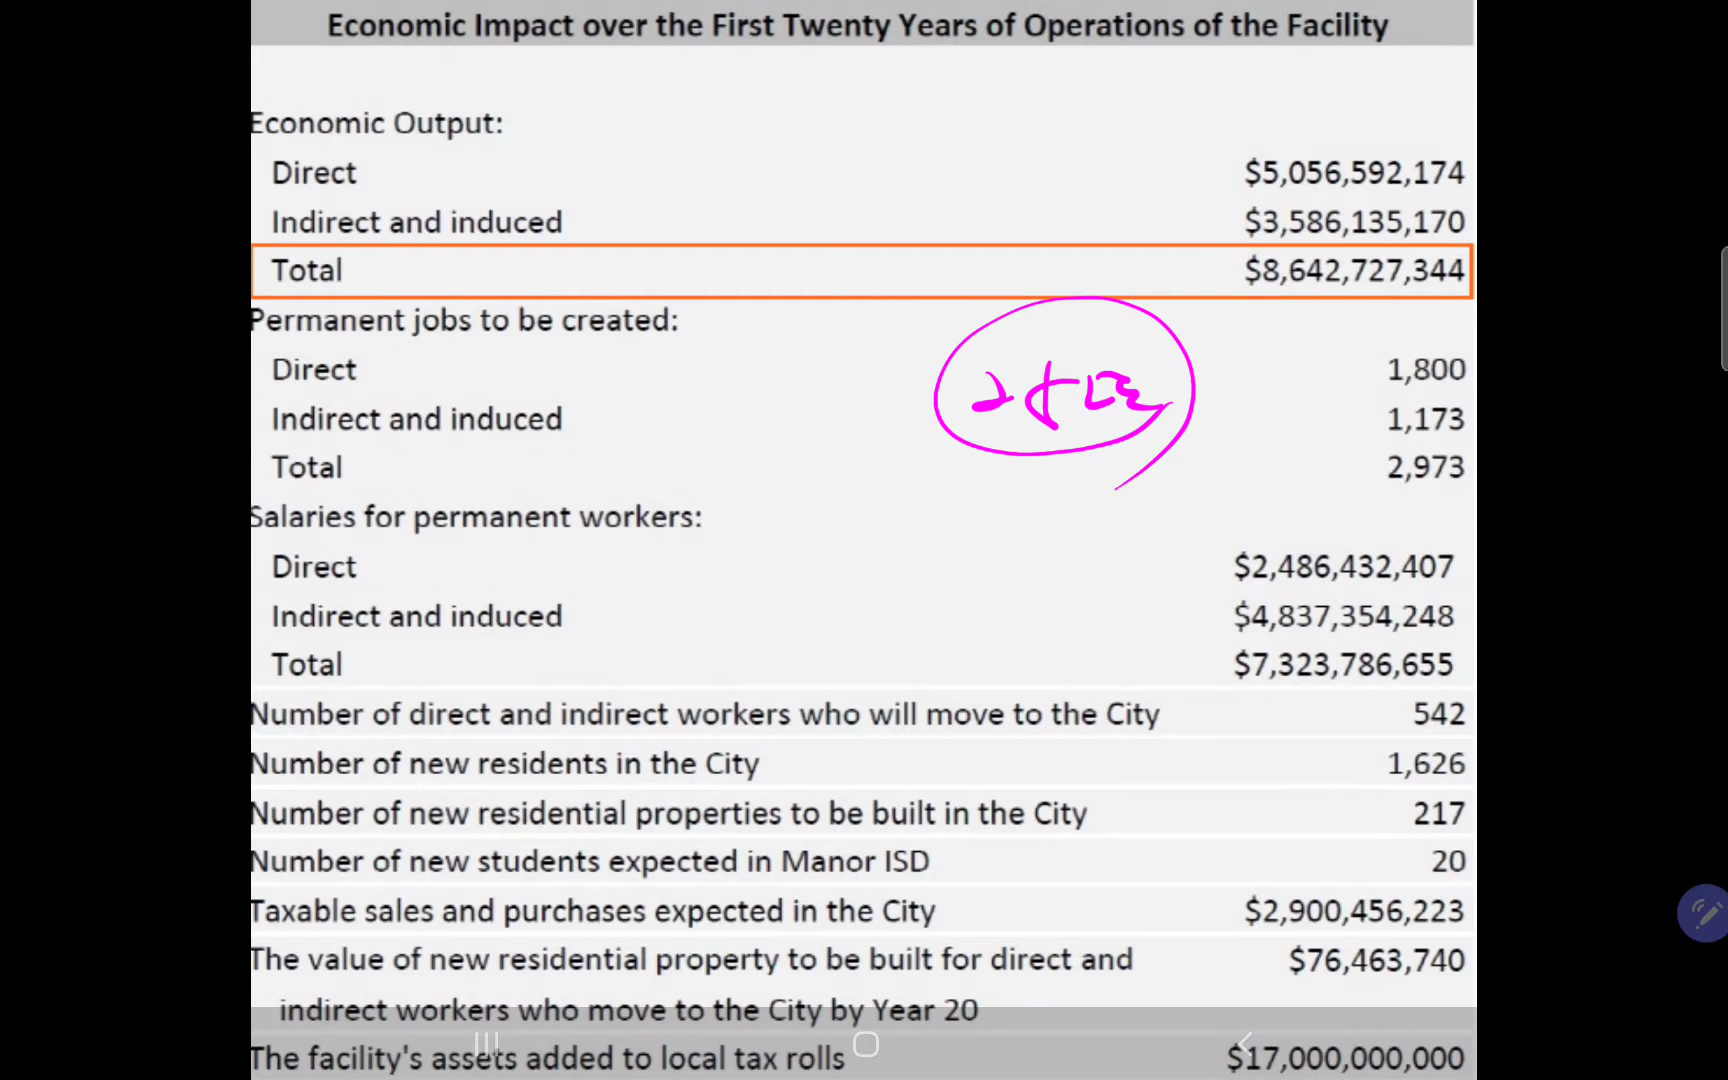 Economic Impact over the First Twenty Years of Operations of the Facility
Economic Output:
Direct $5,056,592,174
Indirect and induced $3,586,135,170
Total $8,642,727,344
Permanent jobs to be created:
Direct 1,800
Indirect and induced 1,173
Total 2,973
Salaries for permanent workers:
Direct $2,486,432,407
Indirect and induced $4,837,354,248
Total $7,323,786,655
Number of direct and indirect workers who will move to the City 542
Number of new residents in the City 1,626
Number of new residential properties to be built in the City 217
Number of new students expected in Manor ISD 20
Taxable sales and purchases expected in the City $2,900,456,223
The value of new residential property to be built for direct and $76,463,740
indirect workers who move to the City by Year 20
The facility's assets added to local tax rolls $17,000,000,000